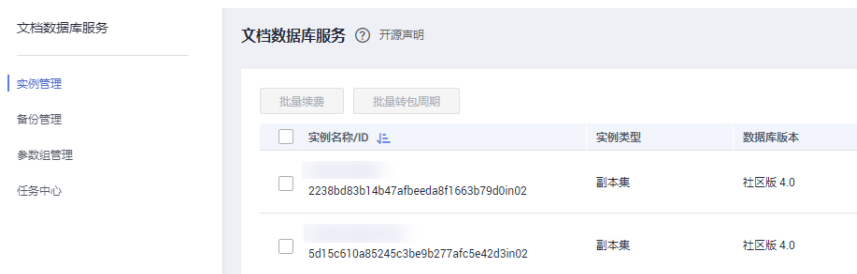 文档数据库服务
实例管理
备份管理
参数组管理
任务中心
文档数据库服务 ? 开源声明
批量续费 批量转包周期
实例名称/ID 实例类型 数据库版本
2238bd83b14b47afbeeda8f1663b79d0in02 副本集 社区版 4.0
5d15c610a85245c3be9b277afc5e42d3in02 副本集 社区版 4.0